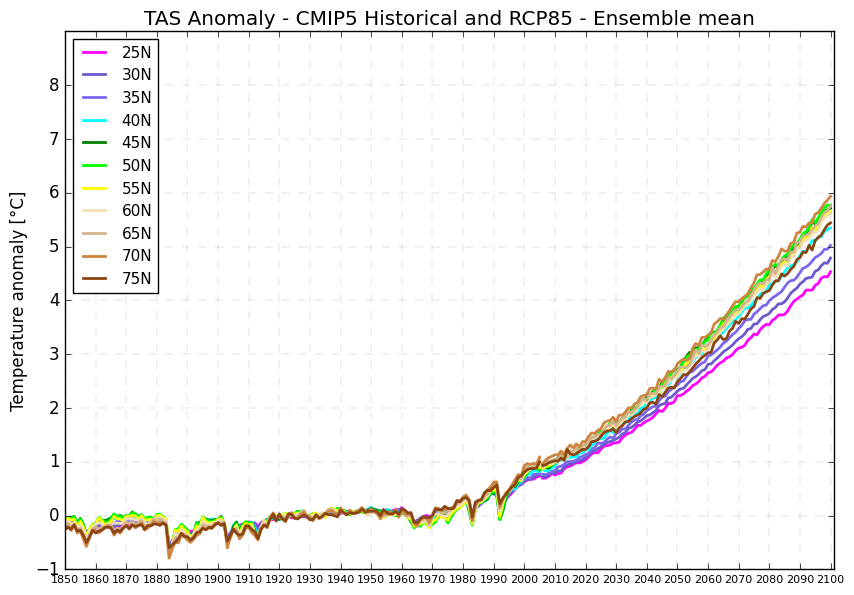 TAS Anomaly - CMIP5 Historical and RCP85 - Ensemble mean
Temperature anomaly [°C]
25N
30N
35N
40N
45N
50N
55N
60N
65N
70N
75N
8
7
6
5
4
3
2
1
0
−1
1850 1860 1870 1880 1890 1900 1910 1920 1930 1940 1950 1960 1970 1980 1990 2000 2010 2020 2030 2040 2050 2060 2070 2080 2090 2100